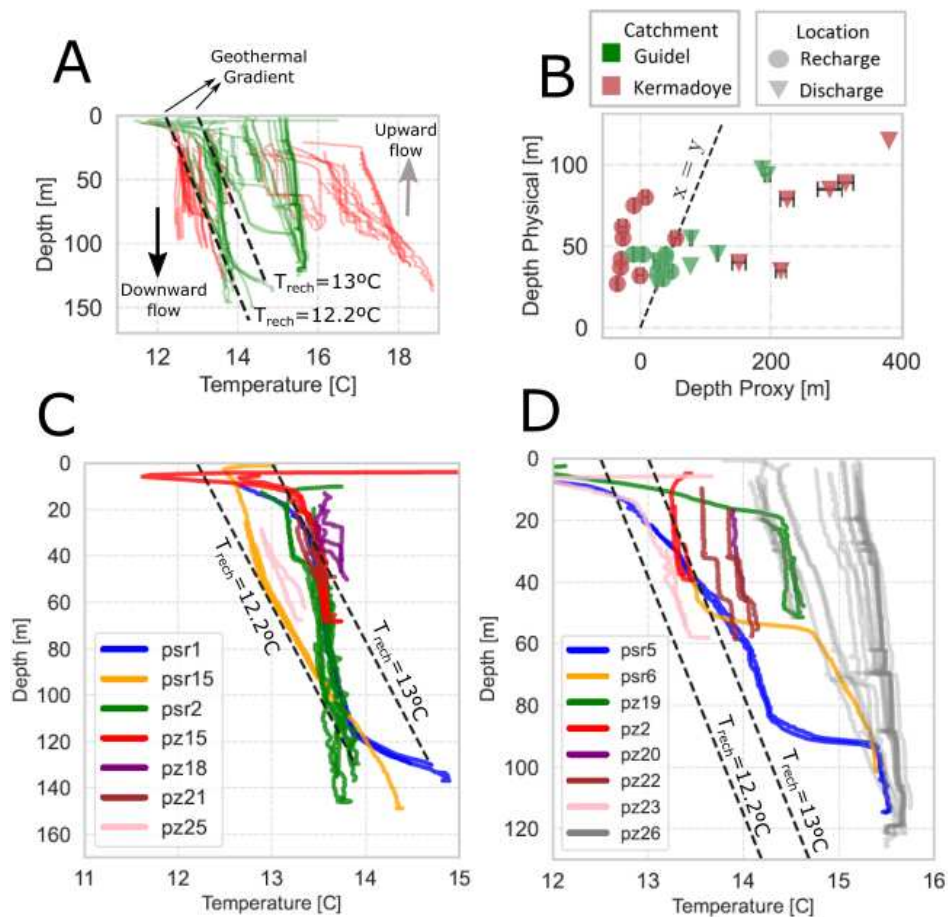 A
Geothermal
Gradient
0
50
100
150
Depth [m]
Upward
flow
Downward
flow
T_rech=13ºC
T_rech=12.2ºC
12
14
16
18
Temperature [C]
B
Catchment
Guidel
Kermadoye
Location
Recharge
Discharge
100
50
0
Depth Physical [m]
x = y
0
200
400
Depth Proxy [m]
C
0
20
40
60
80
100
120
140
160
Depth [m]
T_rech=12.2ºC
T_rech=13ºC
psr1
psr15
psr2
pz15
pz18
pz21
pz25
11
12
13
14
15
Temperature [C]
D
0
20
40
60
80
100
120
Depth [m]
psr5
psr6
pz19
pz2
pz20
pz22
pz23
pz26
T_rech=12.2ºC
T_rech=13ºC
12
13
14
15
16
Temperature [C]